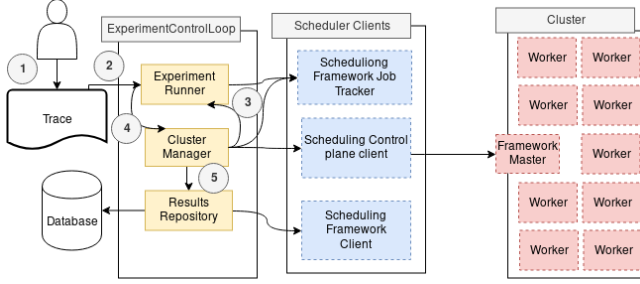 ExperimentControlLoop
Scheduler Clients
Cluster
1
2
Trace
Experiment
Runner
3
4
Cluster
Manager
5
Results
Repository
Database
Scheduliong
Framework Job
Tracker
Scheduling Control
plane client
Scheduling
Framework
Client
Framework
Master
Worker
Worker
Worker
Worker
Worker
Worker
Worker
Worker
Worker